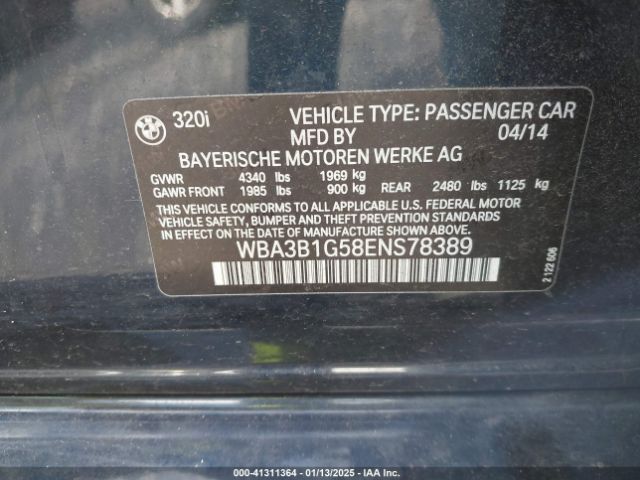 320i VEHICLE TYPE: PASSENGER CAR
MFD BY 04/14
BAYERISCHE MOTOREN WERKE AG
GVWR 4340 lbs 1969 kg
GAWR FRONT 1985 lbs 900 kg REAR 2480 lbs 1125 kg
THIS VEHICLE CONFORMS TO ALL APPLICABLE U.S. FEDERAL MOTOR
VEHICLE SAFETY, BUMPER AND THEFT PREVENTION STANDARDS
IN EFFECT ON THE DATE OF MANUFACTURE SHOWN ABOVE.
WBA3B1G58ENS78389
2 122 606
000-41311364 - 01/13/2025 - IAA Inc.